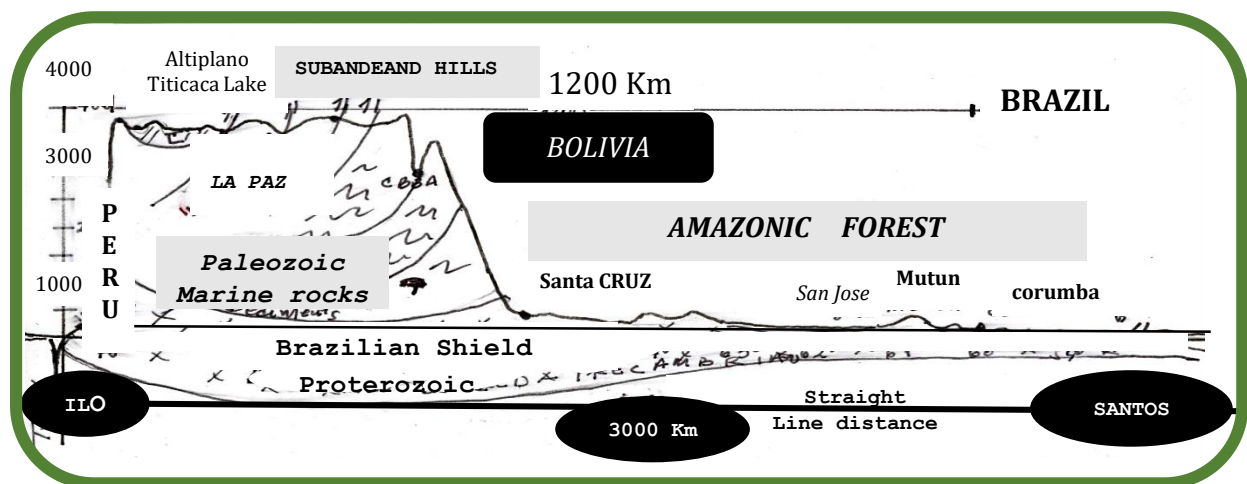 Altiplano
Titicaca Lake
SUBANDEAND HILLS
1200 Km
BRAZIL
4000
3000
1000
BOLIVIA
LA PAZ
CBBA
PERU
AMAZONIC FOREST
Paleozoic
Marine rocks
Santa CRUZ
San Jose
Mutun
corumba
Brazilian Shield
Proterozoic
ILO
3000 Km
Straight
Line distance
SANTOS